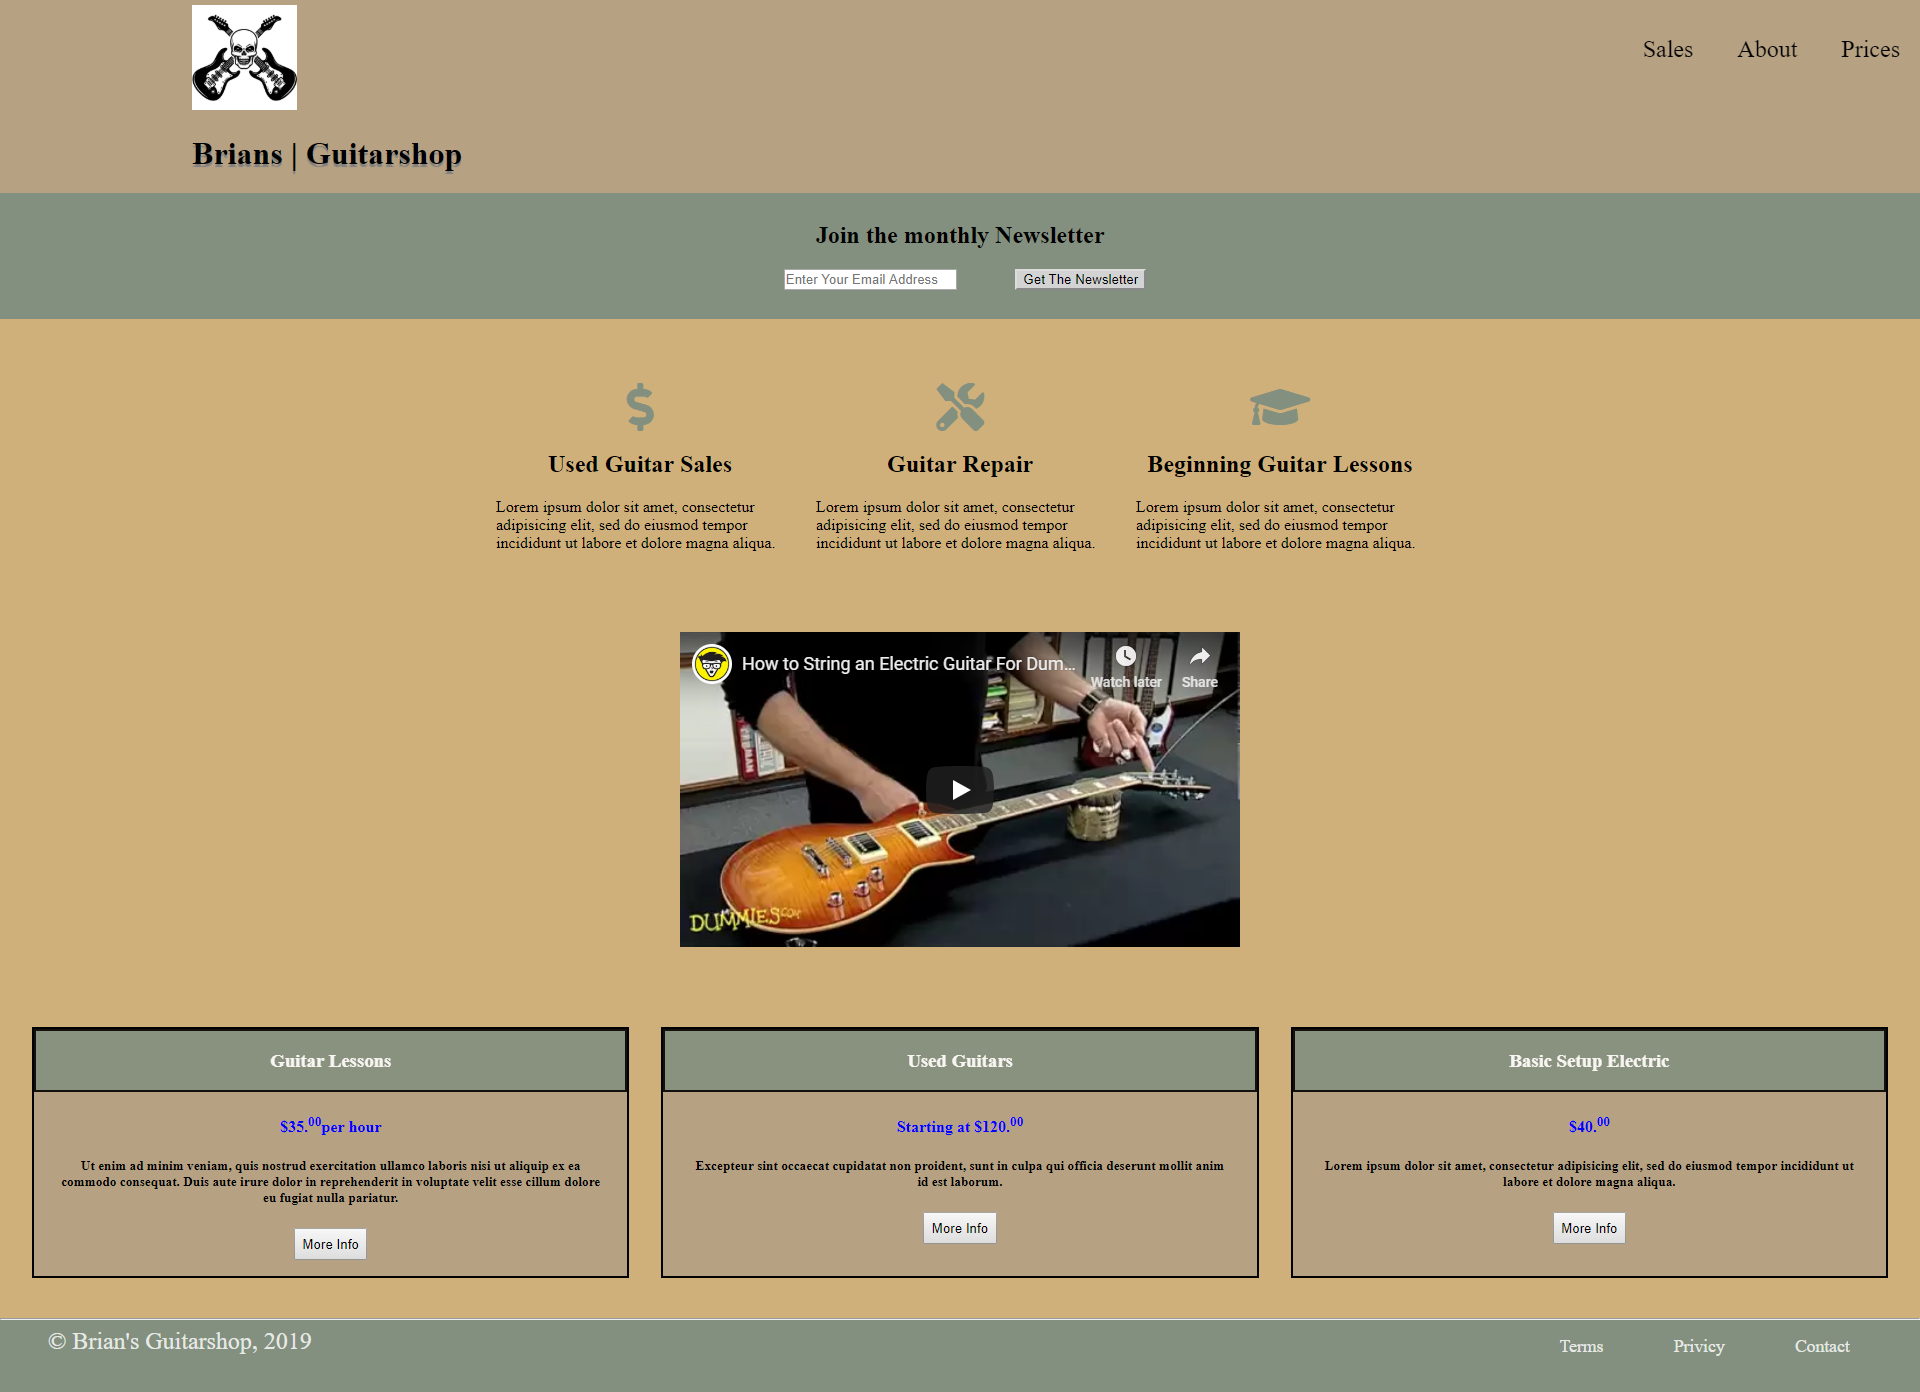 Sales About Prices
Brians | Guitarshop
Join the monthly Newsletter
Enter Your Email Address Get The Newsletter
Used Guitar Sales
Lorem ipsum dolor sit amet, consectetur
adipisicing elit, sed do eiusmod tempor
incididunt ut labore et dolore magna aliqua.
Guitar Repair
Lorem ipsum dolor sit amet, consectetur
adipisicing elit, sed do eiusmod tempor
incididunt ut labore et dolore magna aliqua.
Beginning Guitar Lessons
Lorem ipsum dolor sit amet, consectetur
adipisicing elit, sed do eiusmod tempor
incididunt ut labore et dolore magna aliqua.
How to String an Electric Guitar For Dum...
Watch later
Share
DUMMIES.COM
Guitar Lessons
$35.00per hour
Ut enim ad minim veniam, quis nostrud exercitation ullamco laboris nisi ut aliquip ex ea
commodo consequat. Duis aute irure dolor in reprehenderit in voluptate velit esse cillum dolore
eu fugiat nulla pariatur.
More Info
Used Guitars
Starting at $120.00
Excepteur sint occaecat cupidatat non proident, sunt in culpa qui officia deserunt mollit anim
id est laborum.
More Info
Basic Setup Electric
$40.00
Lorem ipsum dolor sit amet, consectetur adipisicing elit, sed do eiusmod tempor incididunt ut
labore et dolore magna aliqua.
More Info
© Brian's Guitarshop, 2019
Terms Privicy Contact